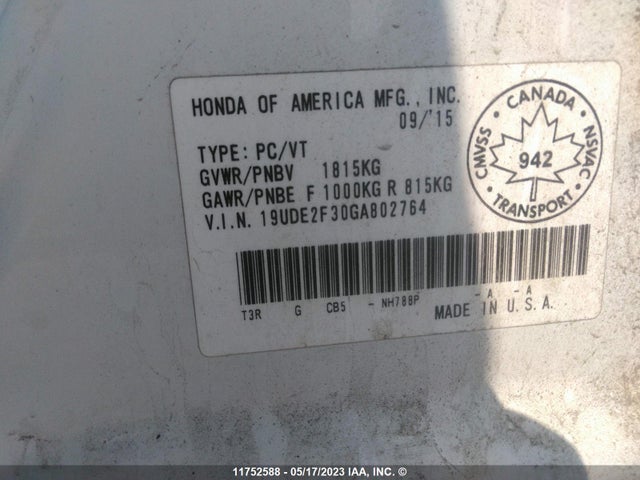 HONDA OF AMERICA MFG., INC.
09/'15
TYPE: PC/VT
GVWR/PNBV 1815KG
GAWR/PNBE F 1000KG R 815KG
V.I.N. 19UDE2F30GA802764
CANADA
CMVSS
NSVAC
942
TRANSPORT
T3R G CB5 - NH788P - A - A
MADE IN U.S.A.
11752588 - 05/17/2023 IAA, INC. ©